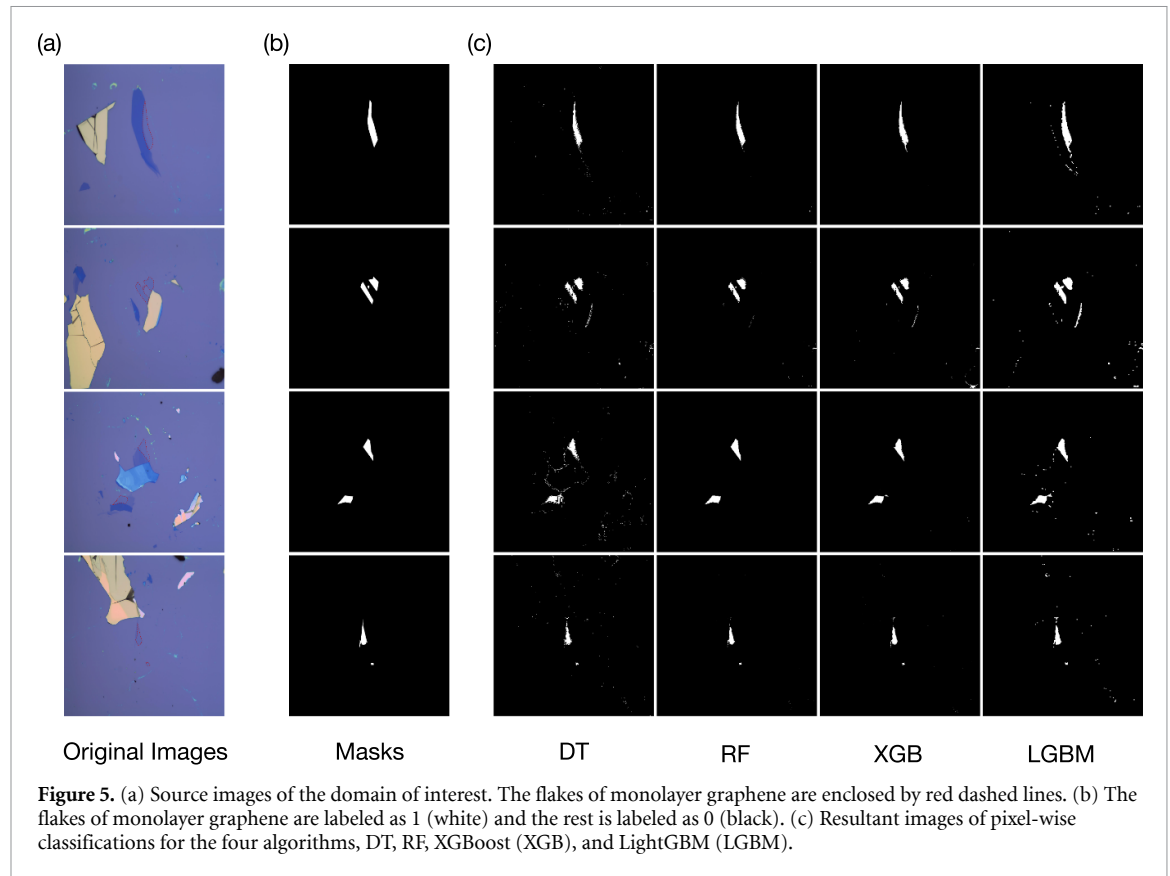 (a)
(b)
(c)
Original Images
Masks
DT
RF
XGB
LGBM
Figure 5. (a) Source images of the domain of interest. The flakes of monolayer graphene are enclosed by red dashed lines. (b) The
flakes of monolayer graphene are labeled as 1 (white) and the rest is labeled as 0 (black). (c) Resultant images of pixel-wise
classifications for the four algorithms, DT, RF, XGBoost (XGB), and LightGBM (LGBM).